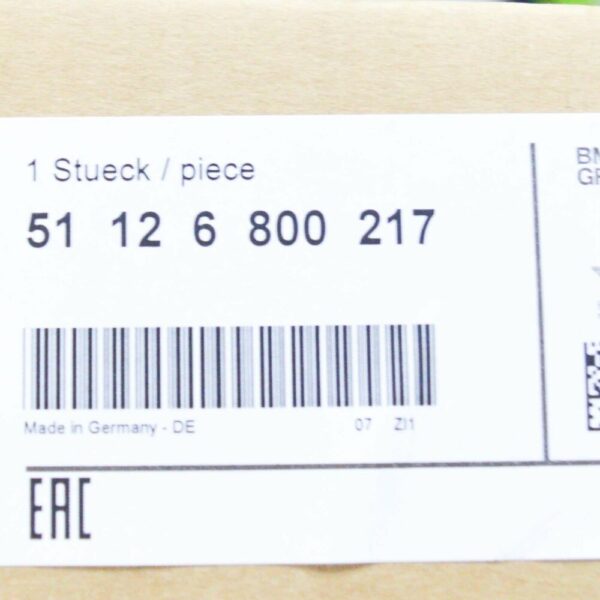 1 Stueck / piece
51 12 6 800 217
Made in Germany - DE 07 ZI1
EAC